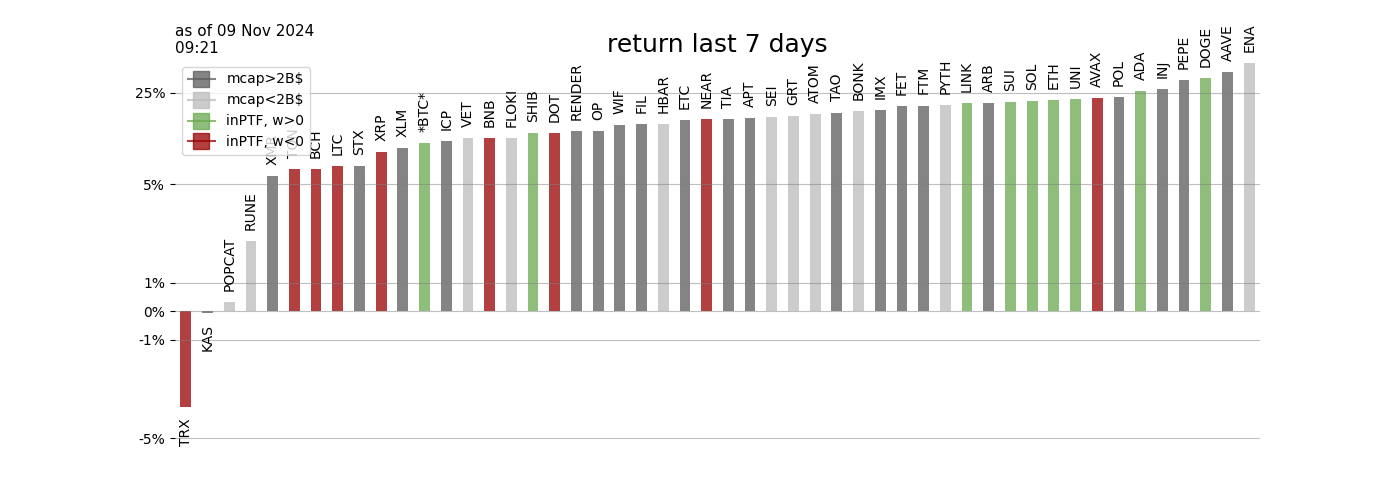 as of 09 Nov 2024
09:21
return last 7 days
mcap>2B$
mcap<2B$
inPTF, w>0
inPTF, w<0
25%
5%
1%
0%
-1%
-5%
TRX
KAS
POPCAT
RUNE
XMR
TON
BCH
LTC
STX
XRP
XLM
*BTC*
ICP
VET
BNB
FLOKI
SHIB
DOT
RENDER
OP
WIF
FIL
HBAR
ETC
NEAR
TIA
APT
SEI
GRT
ATOM
TAO
BONK
IMX
FET
FTM
PYTH
LINK
ARB
SUI
SOL
ETH
UNI
AVAX
POL
ADA
INJ
PEPE
DOGE
AAVE
ENA